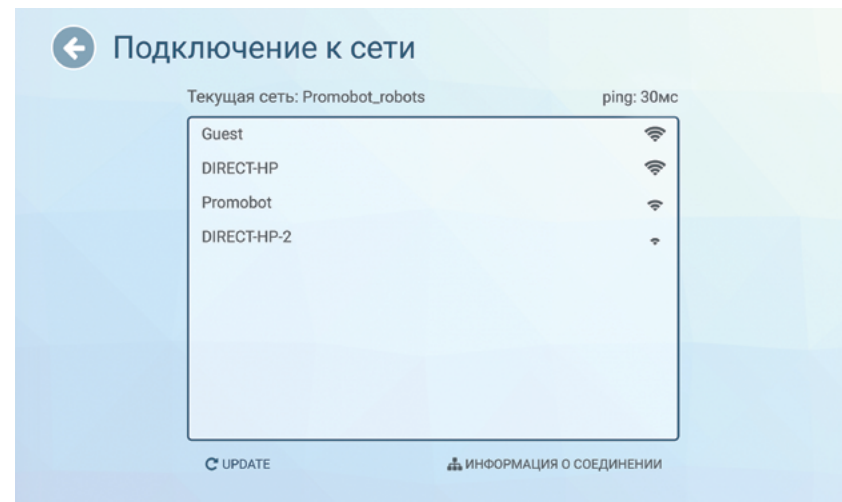 Подключение к сети
Текущая сеть: Promobot_robots ping: 30мс
Guest
DIRECT-HP
Promobot
DIRECT-HP-2
UPDATE ИНФОРМАЦИЯ О СОЕДИНЕНИИ